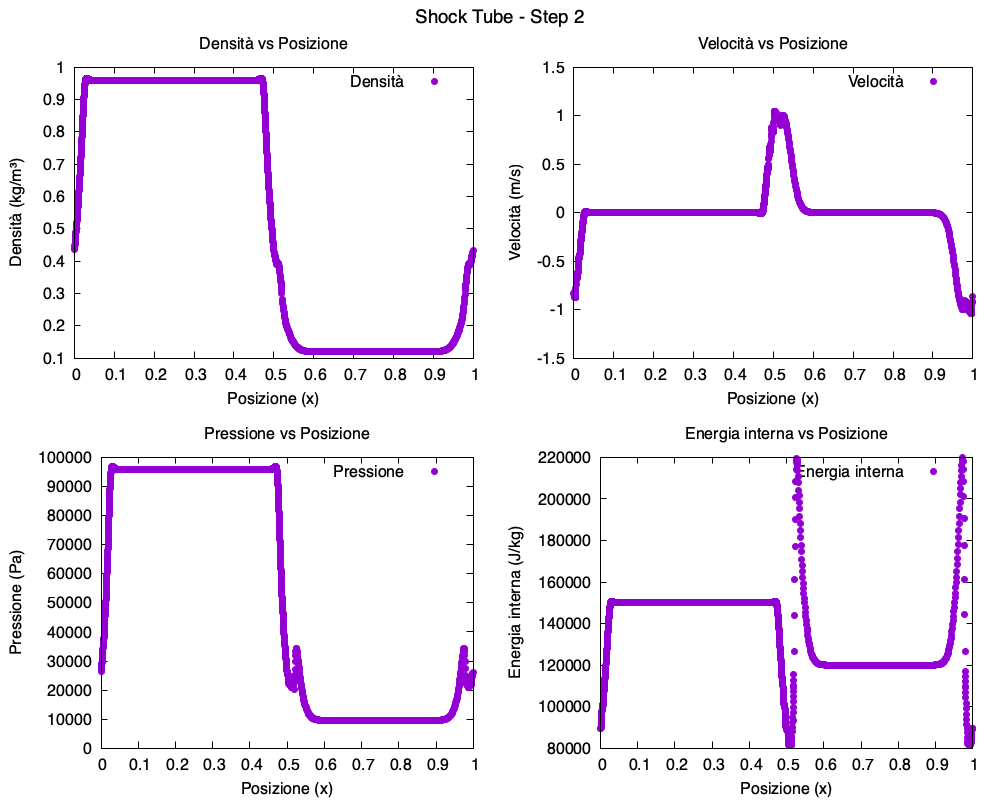 Shock Tube - Step 2
Densità vs Posizione
Densità
Densità (kg/m³)
1
0.9
0.8
0.7
0.6
0.5
0.4
0.3
0.2
0.1
0 0.1 0.2 0.3 0.4 0.5 0.6 0.7 0.8 0.9 1
Posizione (x)
Velocità vs Posizione
Velocità
Velocità (m/s)
1.5
1
0.5
0
-0.5
-1
-1.5
0 0.1 0.2 0.3 0.4 0.5 0.6 0.7 0.8 0.9 1
Posizione (x)
Pressione vs Posizione
Pressione
Pressione (Pa)
100000
90000
80000
70000
60000
50000
40000
30000
20000
10000
0
0 0.1 0.2 0.3 0.4 0.5 0.6 0.7 0.8 0.9 1
Posizione (x)
Energia interna vs Posizione
Energia interna
Energia interna (J/kg)
220000
200000
180000
160000
140000
120000
100000
80000
0 0.1 0.2 0.3 0.4 0.5 0.6 0.7 0.8 0.9 1
Posizione (x)